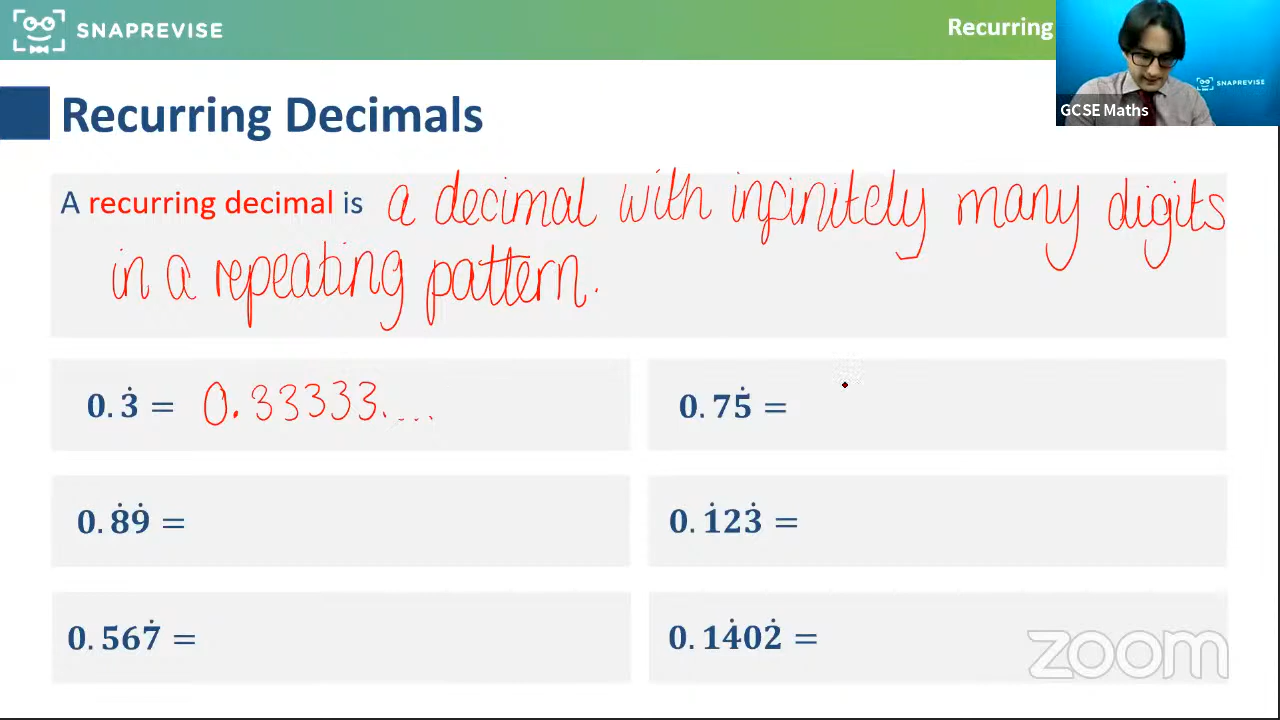 SNAPREVISE
Recurring
SNAPREVISE
GCSE Maths
Recurring Decimals
A recurring decimal is a decimal with infinitely many digits
in a repeating pattern.
0.3̇ = 0.33333....
0.75̇ =
0.8̇9̇ =
0.1̇23̇ =
0.567̇ =
0.14̇02̇ =
zoom